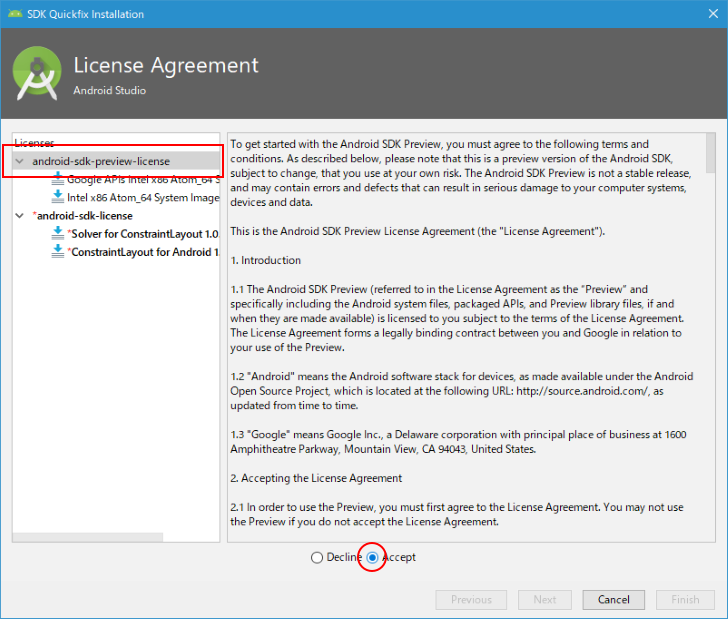 SDK Quickfix Installation
License Agreement
Android Studio
Licenses
android-sdk-preview-license
Google APIs Intel x86 Atom_64 S
Intel x86 Atom_64 System Image
*android-sdk-license
*Solver for ConstraintLayout 1.0.
*ConstraintLayout for Android 1.
To get started with the Android SDK Preview, you must agree to the following terms and
conditions. As described below, please note that this is a preview version of the Android SDK,
subject to change, that you use at your own risk. The Android SDK Preview is not a stable release,
and may contain errors and defects that can result in serious damage to your computer systems,
devices and data.
This is the Android SDK Preview License Agreement (the "License Agreement").
1. Introduction
1.1 The Android SDK Preview (referred to in the License Agreement as the "Preview" and
specifically including the Android system files, packaged APIs, and Preview library files, if and
when they are made available) is licensed to you subject to the terms of the License Agreement.
The License Agreement forms a legally binding contract between you and Google in relation to
your use of the Preview.
1.2 "Android" means the Android software stack for devices, as made available under the Android
Open Source Project, which is located at the following URL: http://source.android.com/, as
updated from time to time.
1.3 "Google" means Google Inc., a Delaware corporation with principal place of business at 1600
Amphitheatre Parkway, Mountain View, CA 94043, United States.
2. Accepting the License Agreement
2.1 In order to use the Preview, you must first agree to the License Agreement. You may not use
the Preview if you do not accept the License Agreement.
Decline Accept
Previous Next Cancel Finish